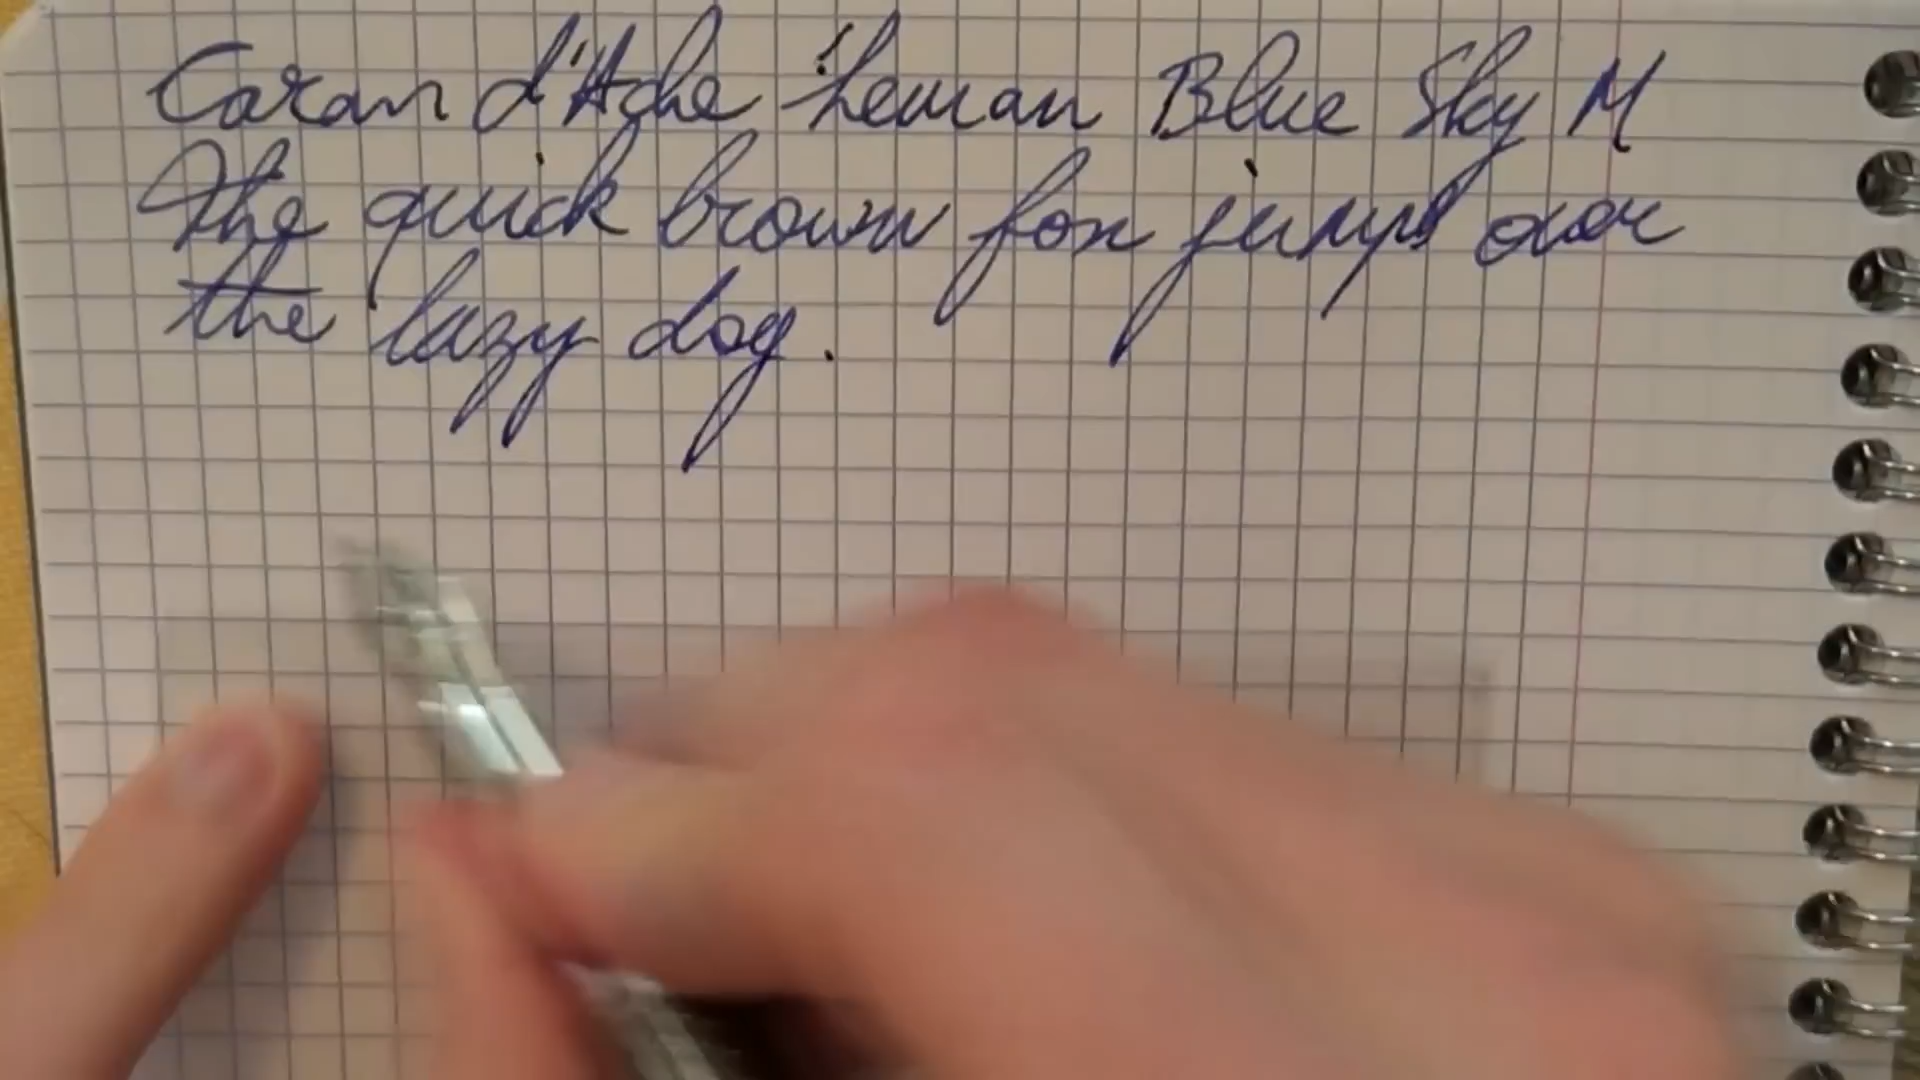 Caran d'Ache Leman Blue Sky M
The quick brown fox jumps over
the lazy dog.